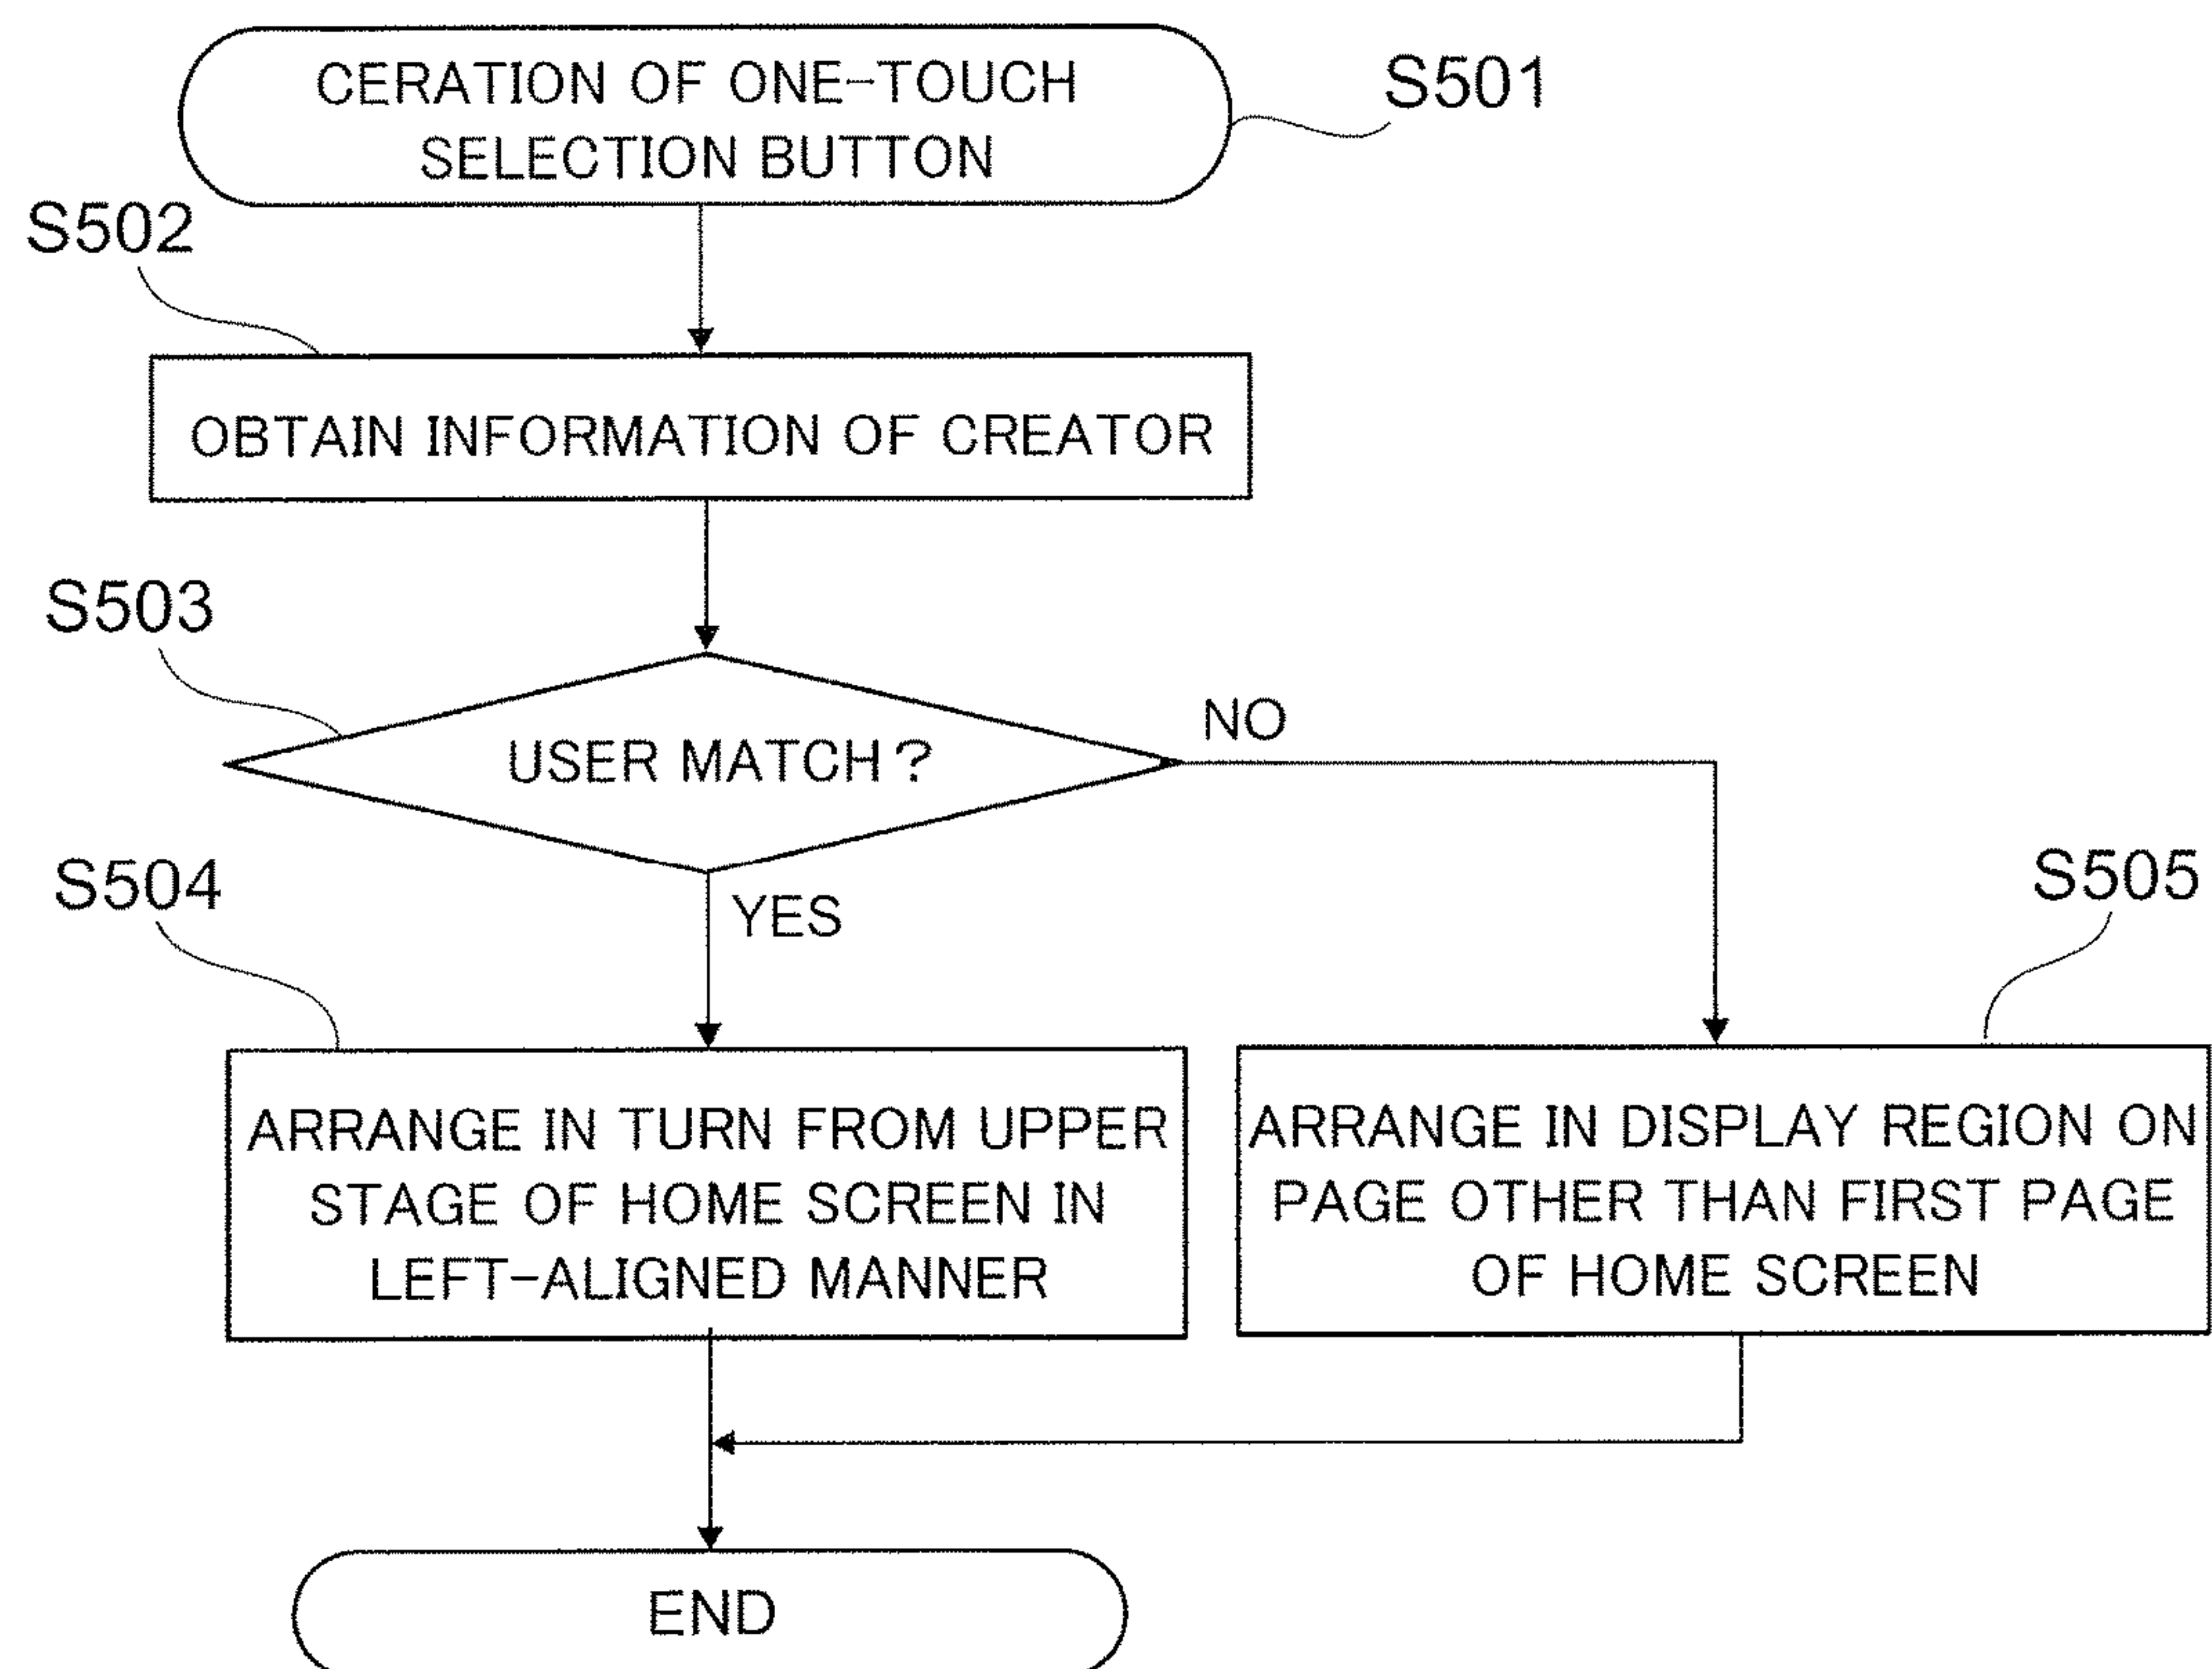 CERATION OF ONE-TOUCH
SELECTION BUTTON
S501
S502
OBTAIN INFORMATION OF CREATOR
S503
USER MATCH?
NO
YES
S504
S505
ARRANGE IN TURN FROM UPPER
STAGE OF HOME SCREEN IN
LEFT-ALIGNED MANNER
ARRANGE IN DISPLAY REGION ON
PAGE OTHER THAN FIRST PAGE
OF HOME SCREEN
END